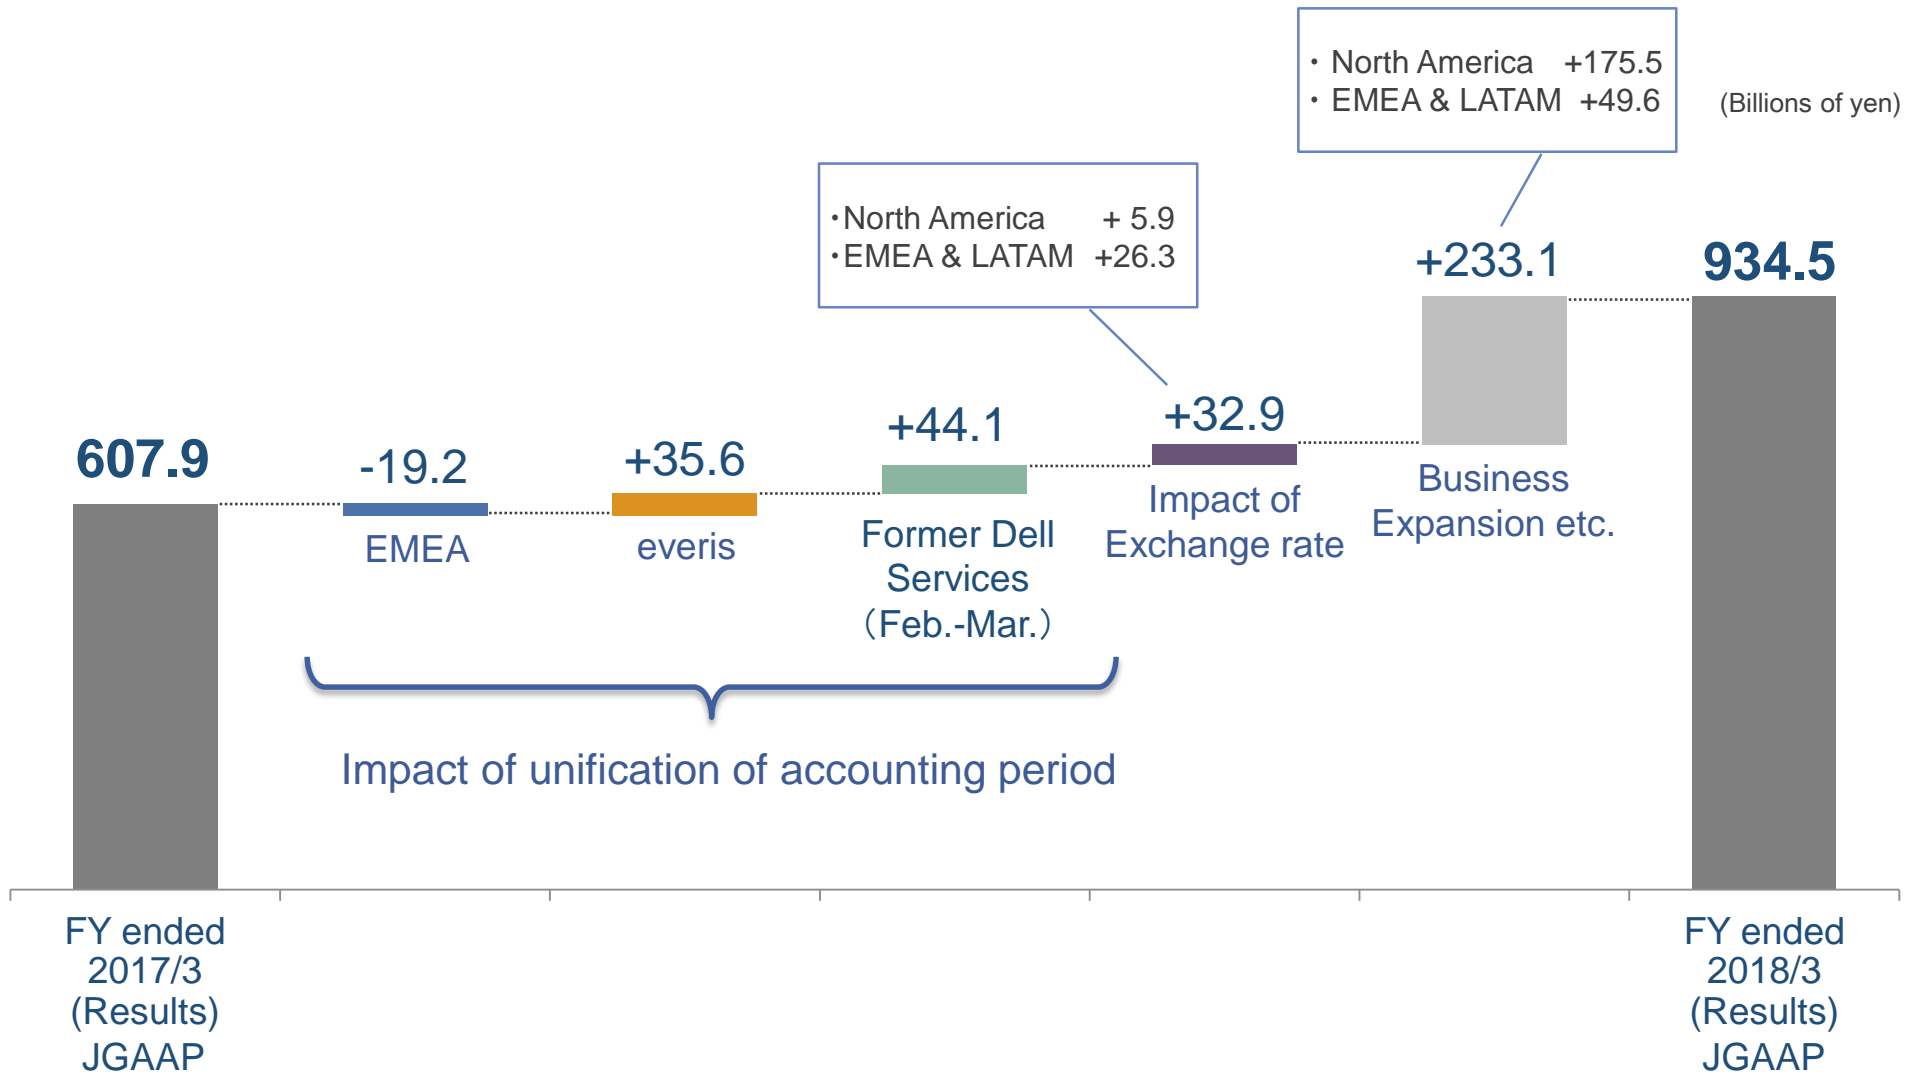 ・ North America +175.5
・ EMEA & LATAM +49.6
(Billions of yen)
・North America + 5.9
・EMEA & LATAM +26.3
607.9
-19.2
+35.6
+44.1
+32.9
+233.1
934.5
EMEA
everis
Former Dell
Services
（Feb.-Mar.）
Impact of
Exchange rate
Business
Expansion etc.
Impact of unification of accounting period
FY ended
2017/3
(Results)
JGAAP
FY ended
2018/3
(Results)
JGAAP